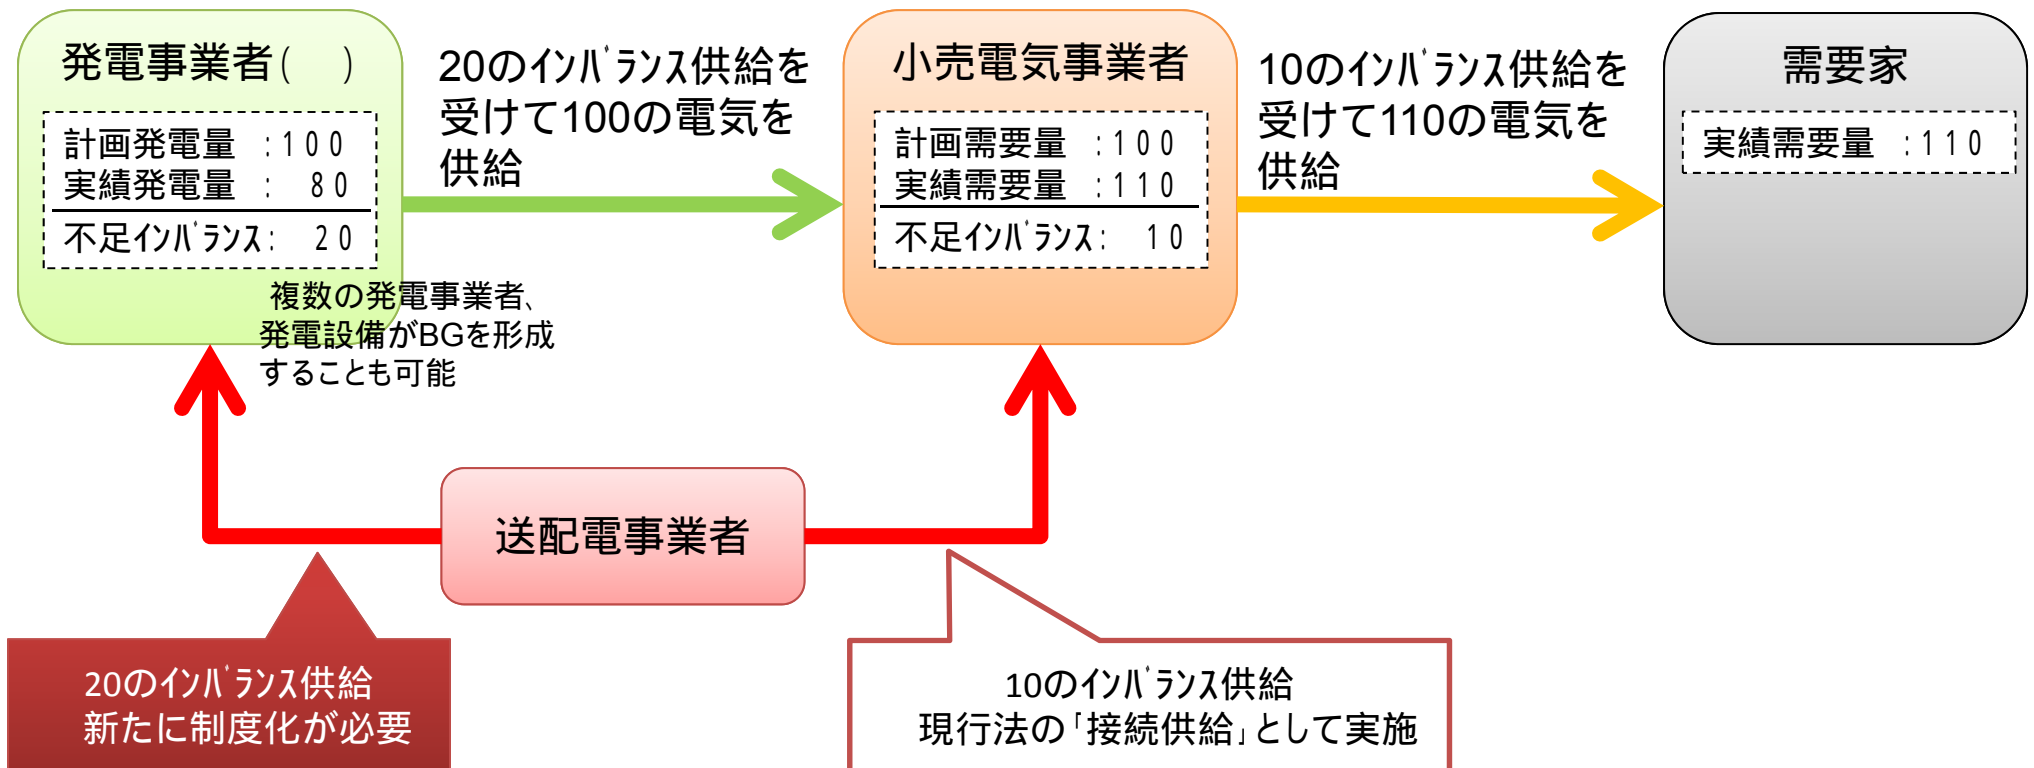 発電事業者(　)
計画発電量　:100
実績発電量　:　80
不足ｲﾝﾊﾞﾗﾝｽ:　20
複数の発電事業者、
発電設備がBGを形成
することも可能
20のｲﾝﾊﾞﾗﾝｽ供給を
受けて100の電気を
供給
小売電気事業者
計画需要量　:100
実績需要量　:110
不足ｲﾝﾊﾞﾗﾝｽ:　10
10のｲﾝﾊﾞﾗﾝｽ供給を
受けて110の電気を
供給
需要家
実績需要量　:110
送配電事業者
20のｲﾝﾊﾞﾗﾝｽ供給
新たに制度化が必要
10のｲﾝﾊﾞﾗﾝｽ供給
現行法の「接続供給」として実施